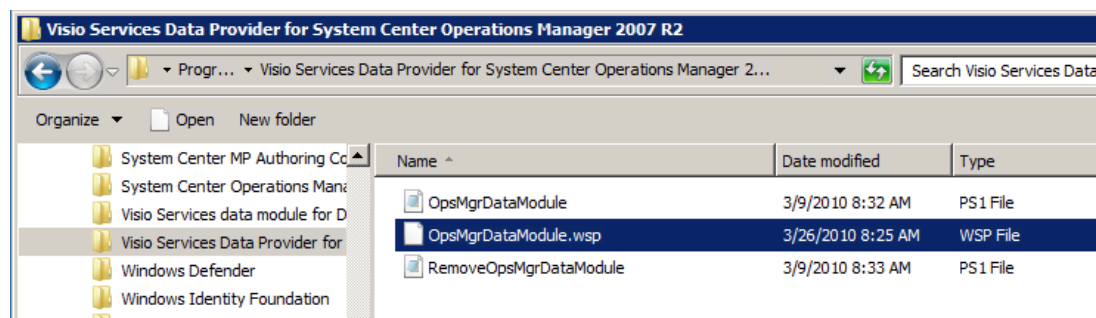 Visio Services Data Provider for System Center Operations Manager 2007 R2
Progr... Visio Services Data Provider for System Center Operations Manager 2... Search Visio Services Data
Organize Open New folder
System Center MP Authoring Co
System Center Operations Mana
Visio Services data module for D
Visio Services Data Provider for
Windows Defender
Windows Identity Foundation
Name Date modified Type
OpsMgrDataModule 3/9/2010 8:32 AM PS1 File
OpsMgrDataModule.wsp 3/26/2010 8:25 AM WSP File
RemoveOpsMgrDataModule 3/9/2010 8:33 AM PS1 File